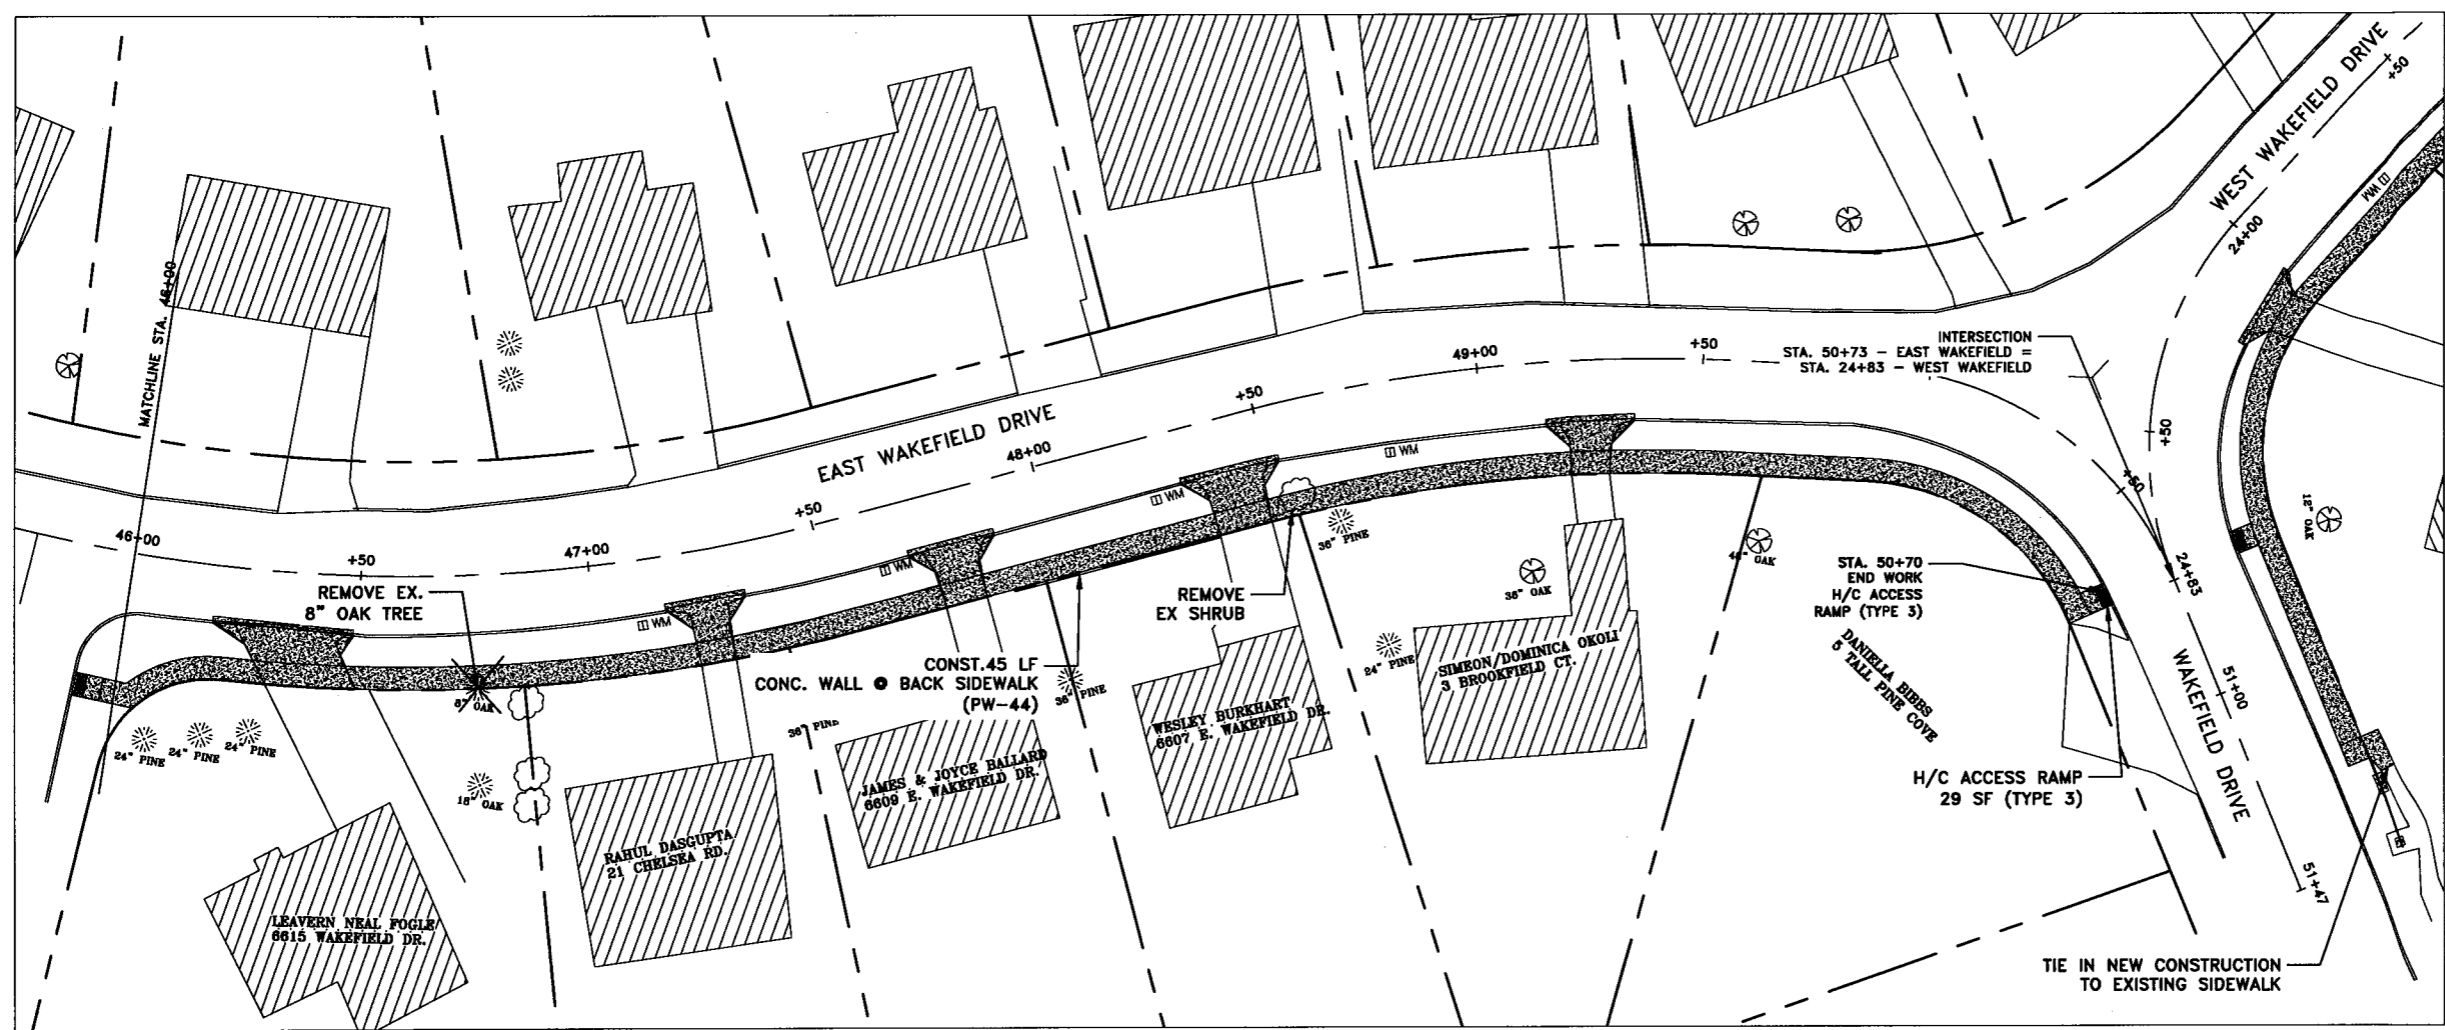 WEST WAKEFIELD DRIVE
+50
24+00
WM
MATCHLINE STA. 46+00
INTERSECTION
STA. 50+73 - EAST WAKEFIELD =
STA. 24+83 - WEST WAKEFIELD
49+00
+50
+50
EAST WAKEFIELD DRIVE
48+00
+50
47+00
+50
46+00
+50
+50
24+83
WM
WM
WM
WM
REMOVE EX.
8" OAK TREE
REMOVE
EX SHRUB
36" PINE
36" OAK
OAK
12" OAK
STA. 50+70
END WORK
H/C ACCESS
RAMP (TYPE 3)
DANIELLA BIBBS
5 TALL PINE COVE
CONST.45 LF
CONC. WALL @ BACK SIDEWALK
(PW-44)
36" PINE
24" PINE
SIMEON/DOMINICA OKOLI
3 BROOKFIELD CT.
WESLEY BURKHART
6607 E. WAKEFIELD DR.
8" OAK
36" PINE
24" PINE
24" PINE
24" PINE
18" OAK
JAMES & JOYCE BALLARD
6609 E. WAKEFIELD DR.
RAHUL DASGUPTA
21 CHELSEA RD.
LEAVERN NEAL FOGLE
6615 WAKEFIELD DR.
51+00
WAKEFIELD DRIVE
H/C ACCESS RAMP
29 SF (TYPE 3)
51+47
TIE IN NEW CONSTRUCTION
TO EXISTING SIDEWALK